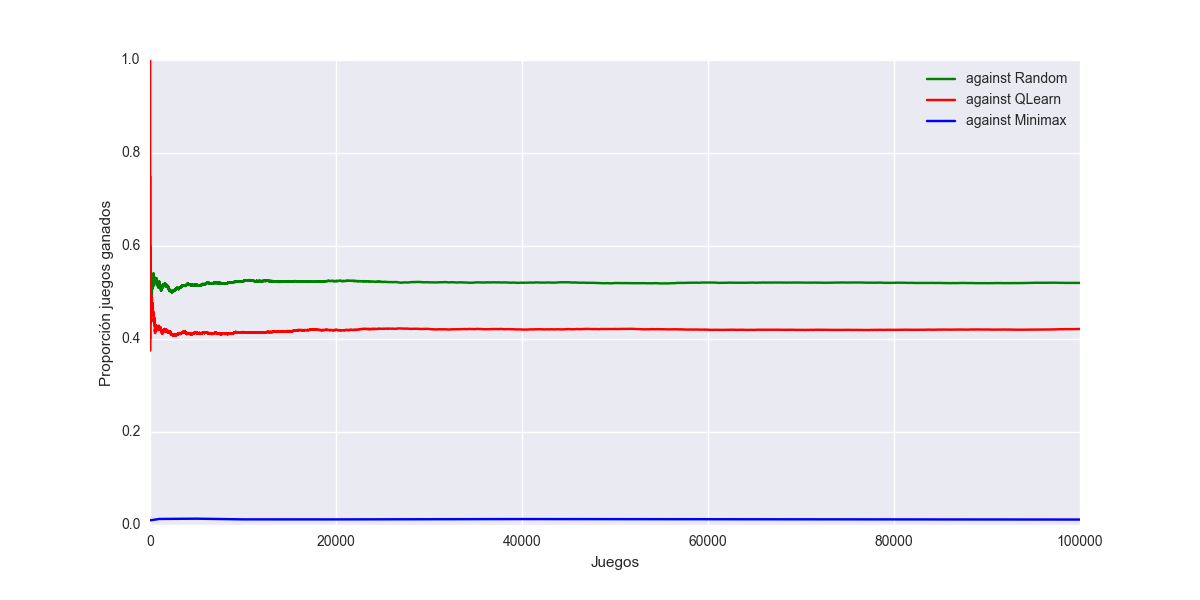 1.0
0.8
0.6
0.4
0.2
0.0
Proporción juegos ganados
against Random
against QLearn
against Minimax
0 20000 40000 60000 80000 100000
Juegos